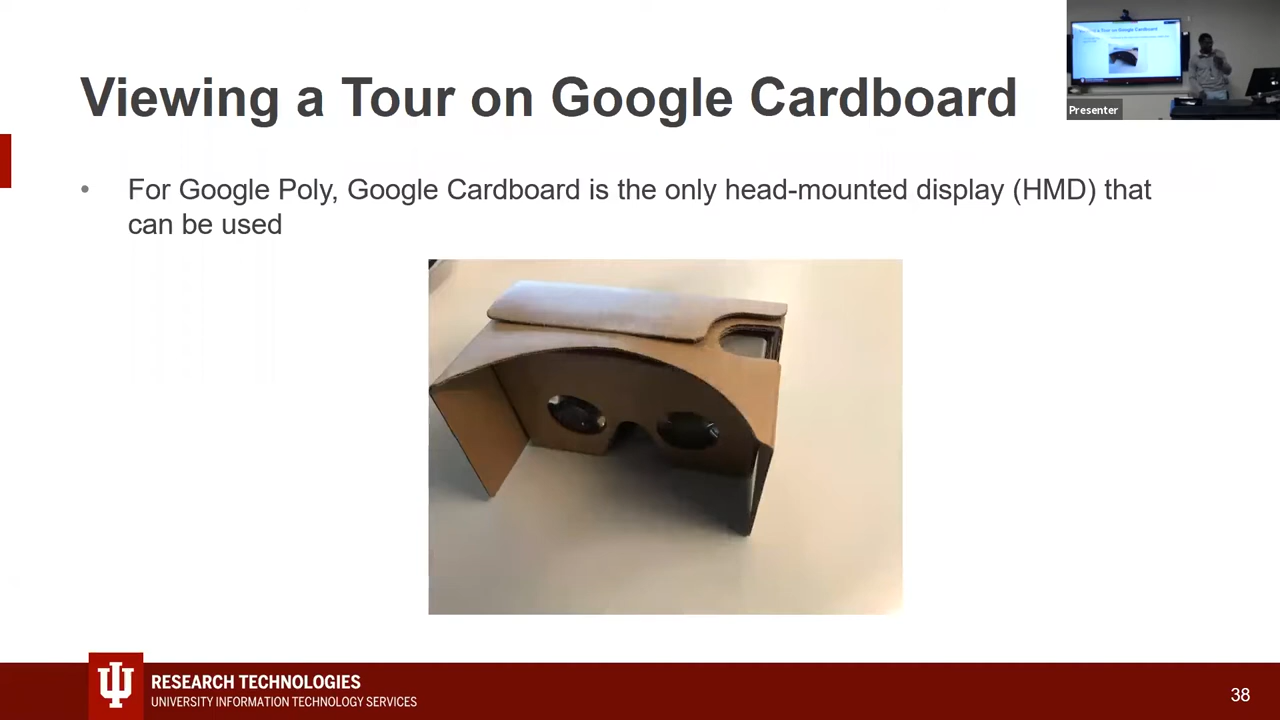 Viewing a Tour on Google Cardboard
Presenter
• For Google Poly, Google Cardboard is the only head-mounted display (HMD) that
can be used
RESEARCH TECHNOLOGIES
UNIVERSITY INFORMATION TECHNOLOGY SERVICES
38